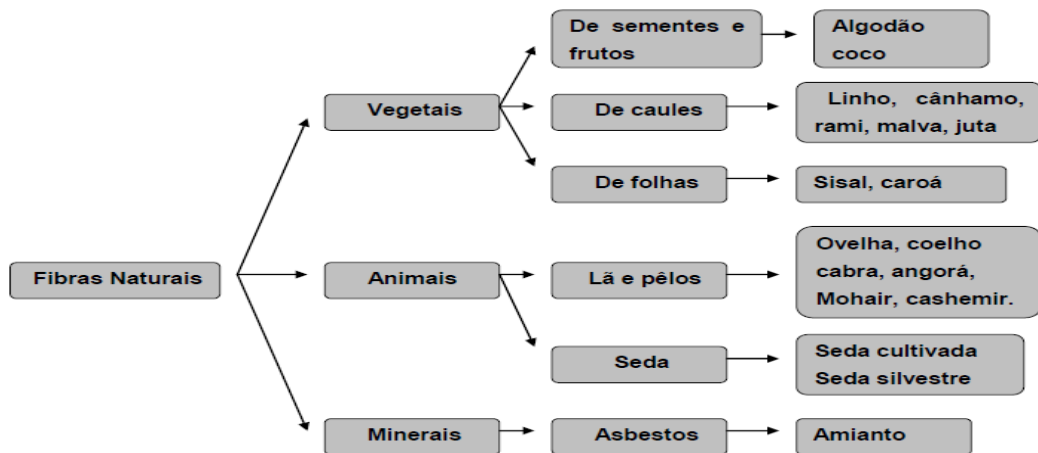 De sementes e
frutos
Algodão
coco
Vegetais
De caules
Linho, cânhamo,
rami, malva, juta
De folhas
Sisal, caroá
Fibras Naturais
Animais
Lã e pêlos
Ovelha, coelho
cabra, angorá,
Mohair, cashemir.
Seda
Seda cultivada
Seda silvestre
Minerais
Asbestos
Amianto